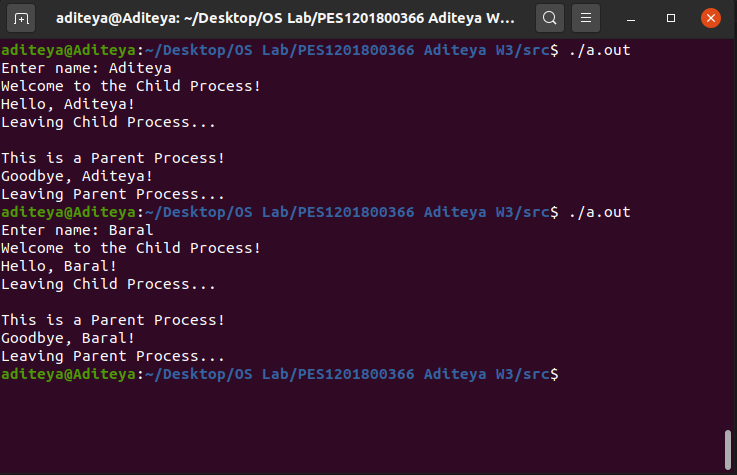 aditeya@Aditeya: ~/Desktop/OS Lab/PES1201800366 Aditeya W...
aditeya@Aditeya:~/Desktop/OS Lab/PES1201800366 Aditeya W3/src$ ./a.out
Enter name: Aditeya
Welcome to the Child Process!
Hello, Aditeya!
Leaving Child Process...

This is a Parent Process!
Goodbye, Aditeya!
Leaving Parent Process...
aditeya@Aditeya:~/Desktop/OS Lab/PES1201800366 Aditeya W3/src$ ./a.out
Enter name: Baral
Welcome to the Child Process!
Hello, Baral!
Leaving Child Process...

This is a Parent Process!
Goodbye, Baral!
Leaving Parent Process...
aditeya@Aditeya:~/Desktop/OS Lab/PES1201800366 Aditeya W3/src$